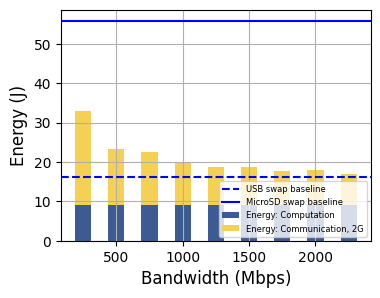 Energy (J)
50
40
30
20
10
0
USB swap baseline
MicroSD swap baseline
Energy: Computation
Energy: Communication, 2G
500 1000 1500 2000
Bandwidth (Mbps)